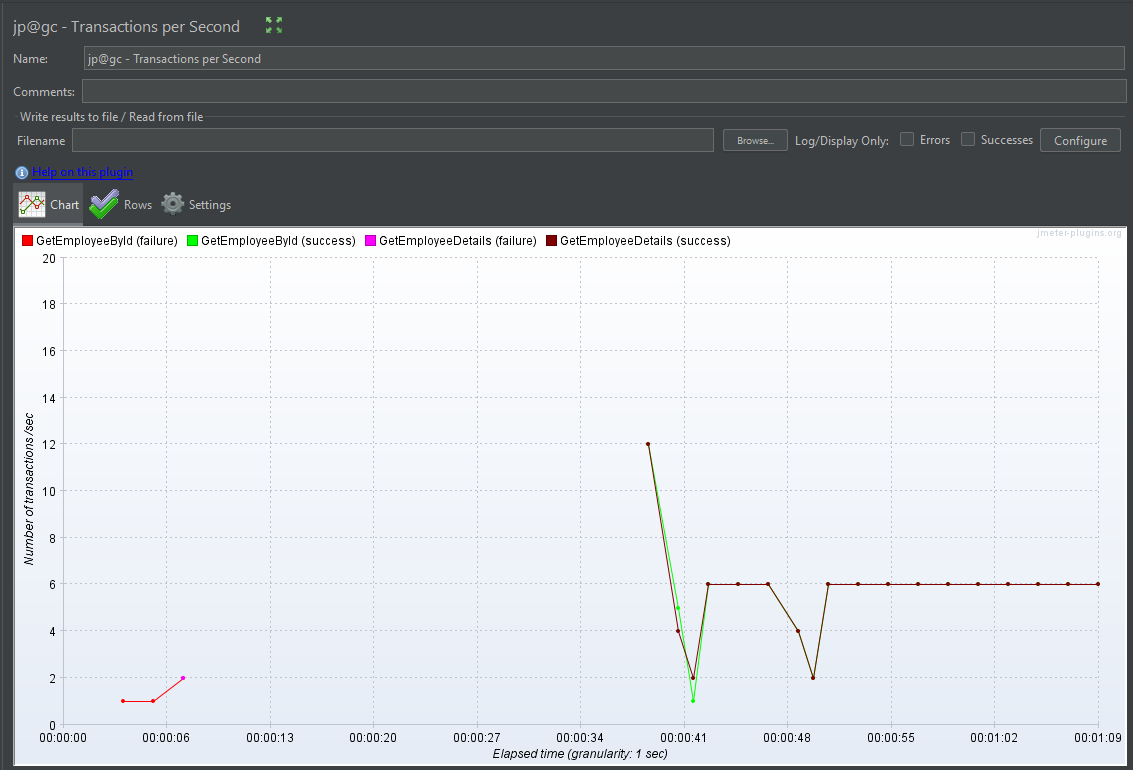 jp@gc - Transactions per Second
Name: jp@gc - Transactions per Second
Comments:
Write results to file / Read from file
Filename Browse... Log/Display Only: Errors Successes Configure
Help on this plugin
Chart Rows Settings
GetEmployeeById (failure) GetEmployeeById (success) GetEmployeeDetails (failure) GetEmployeeDetails (success)
jmeter-plugins.org
20
18
16
14
12
10
8
6
4
2
0
Number of transactions /sec
00:00:00 00:00:06 00:00:13 00:00:20 00:00:27 00:00:34 00:00:41 00:00:48 00:00:55 00:01:02 00:01:09
Elapsed time (granularity: 1 sec)